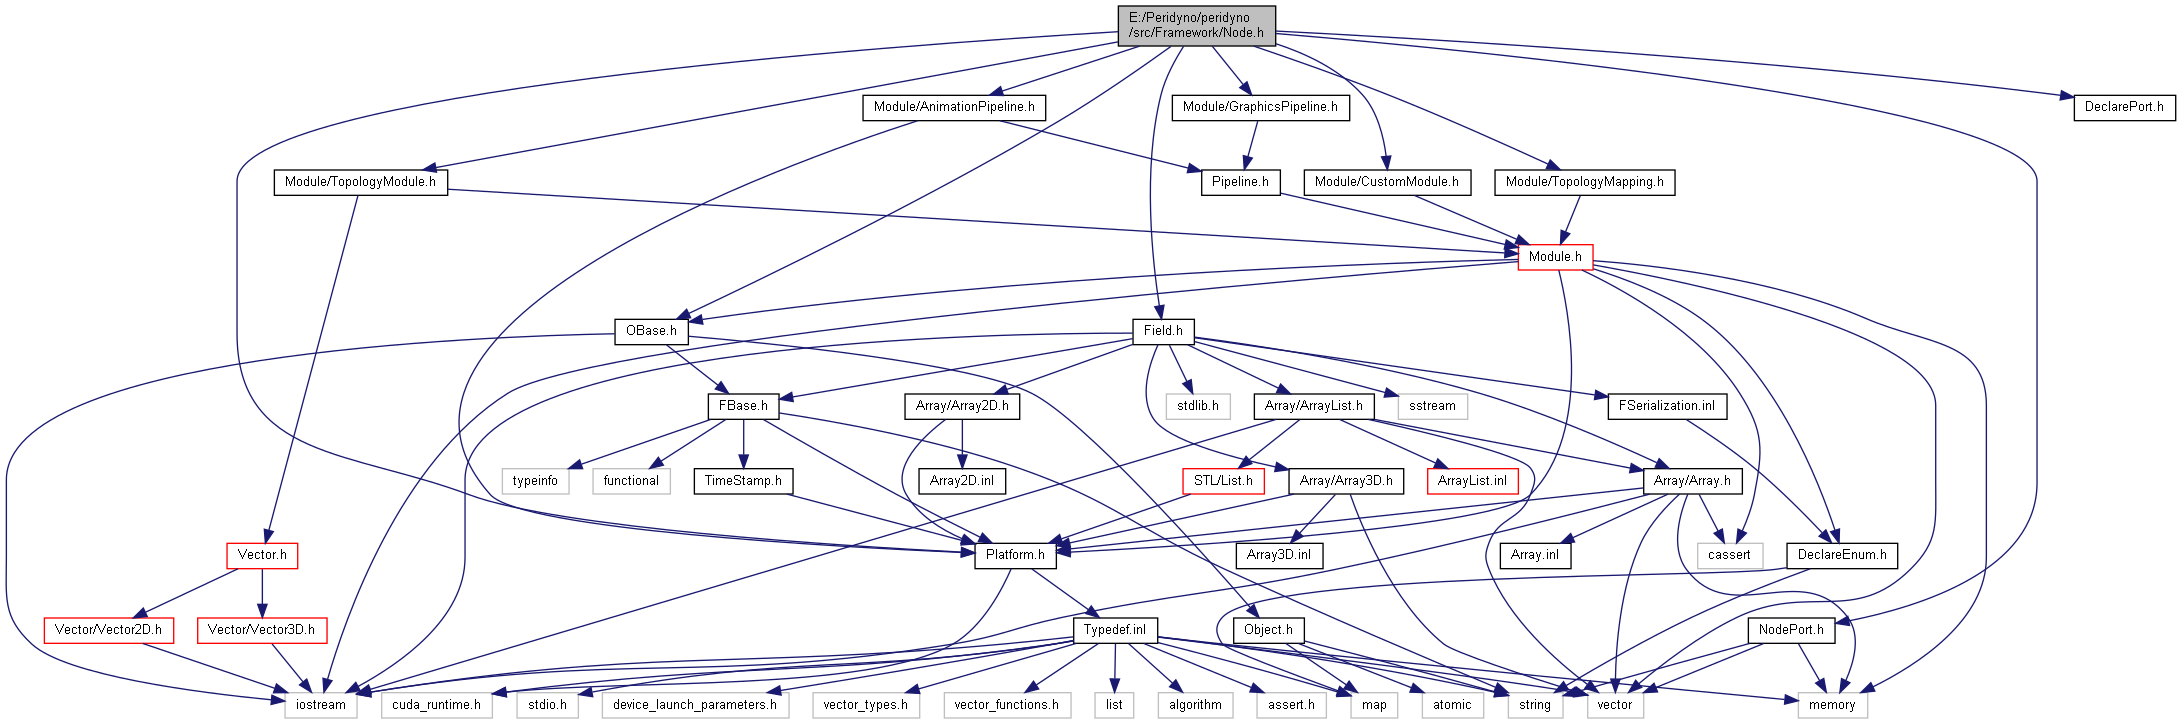 E:/Peridyno/peridyno
/src/Framework/Node.h
Module/AnimationPipeline.h
Module/GraphicsPipeline.h
DeclarePort.h
Module/TopologyModule.h
Pipeline.h
Module/CustomModule.h
Module/TopologyMapping.h
Module.h
OBase.h
Field.h
FBase.h
Array/Array2D.h
stdlib.h
Array/ArrayList.h
sstream
FSerialization.inl
typeinfo
functional
TimeStamp.h
Array2D.inl
STL/List.h
Array/Array3D.h
ArrayList.inl
Array/Array.h
Vector.h
Platform.h
Array3D.inl
Array.inl
cassert
DeclareEnum.h
Vector/Vector2D.h
Vector/Vector3D.h
Typedef.inl
Object.h
NodePort.h
iostream
cuda_runtime.h
stdio.h
device_launch_parameters.h
vector_types.h
vector_functions.h
list
algorithm
assert.h
map
atomic
string
vector
memory